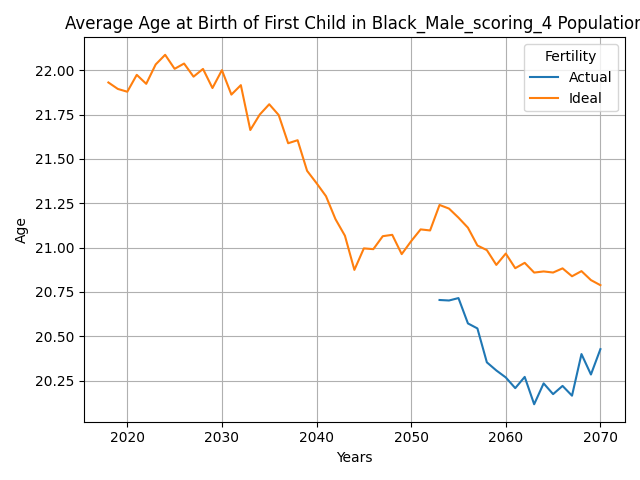 Average Age at Birth of First Child in Black_Male_scoring_4 Population
Fertility
Actual
Ideal
22.00
21.75
21.50
21.25
21.00
20.75
20.50
20.25
Age
2020 2030 2040 2050 2060 2070
Years